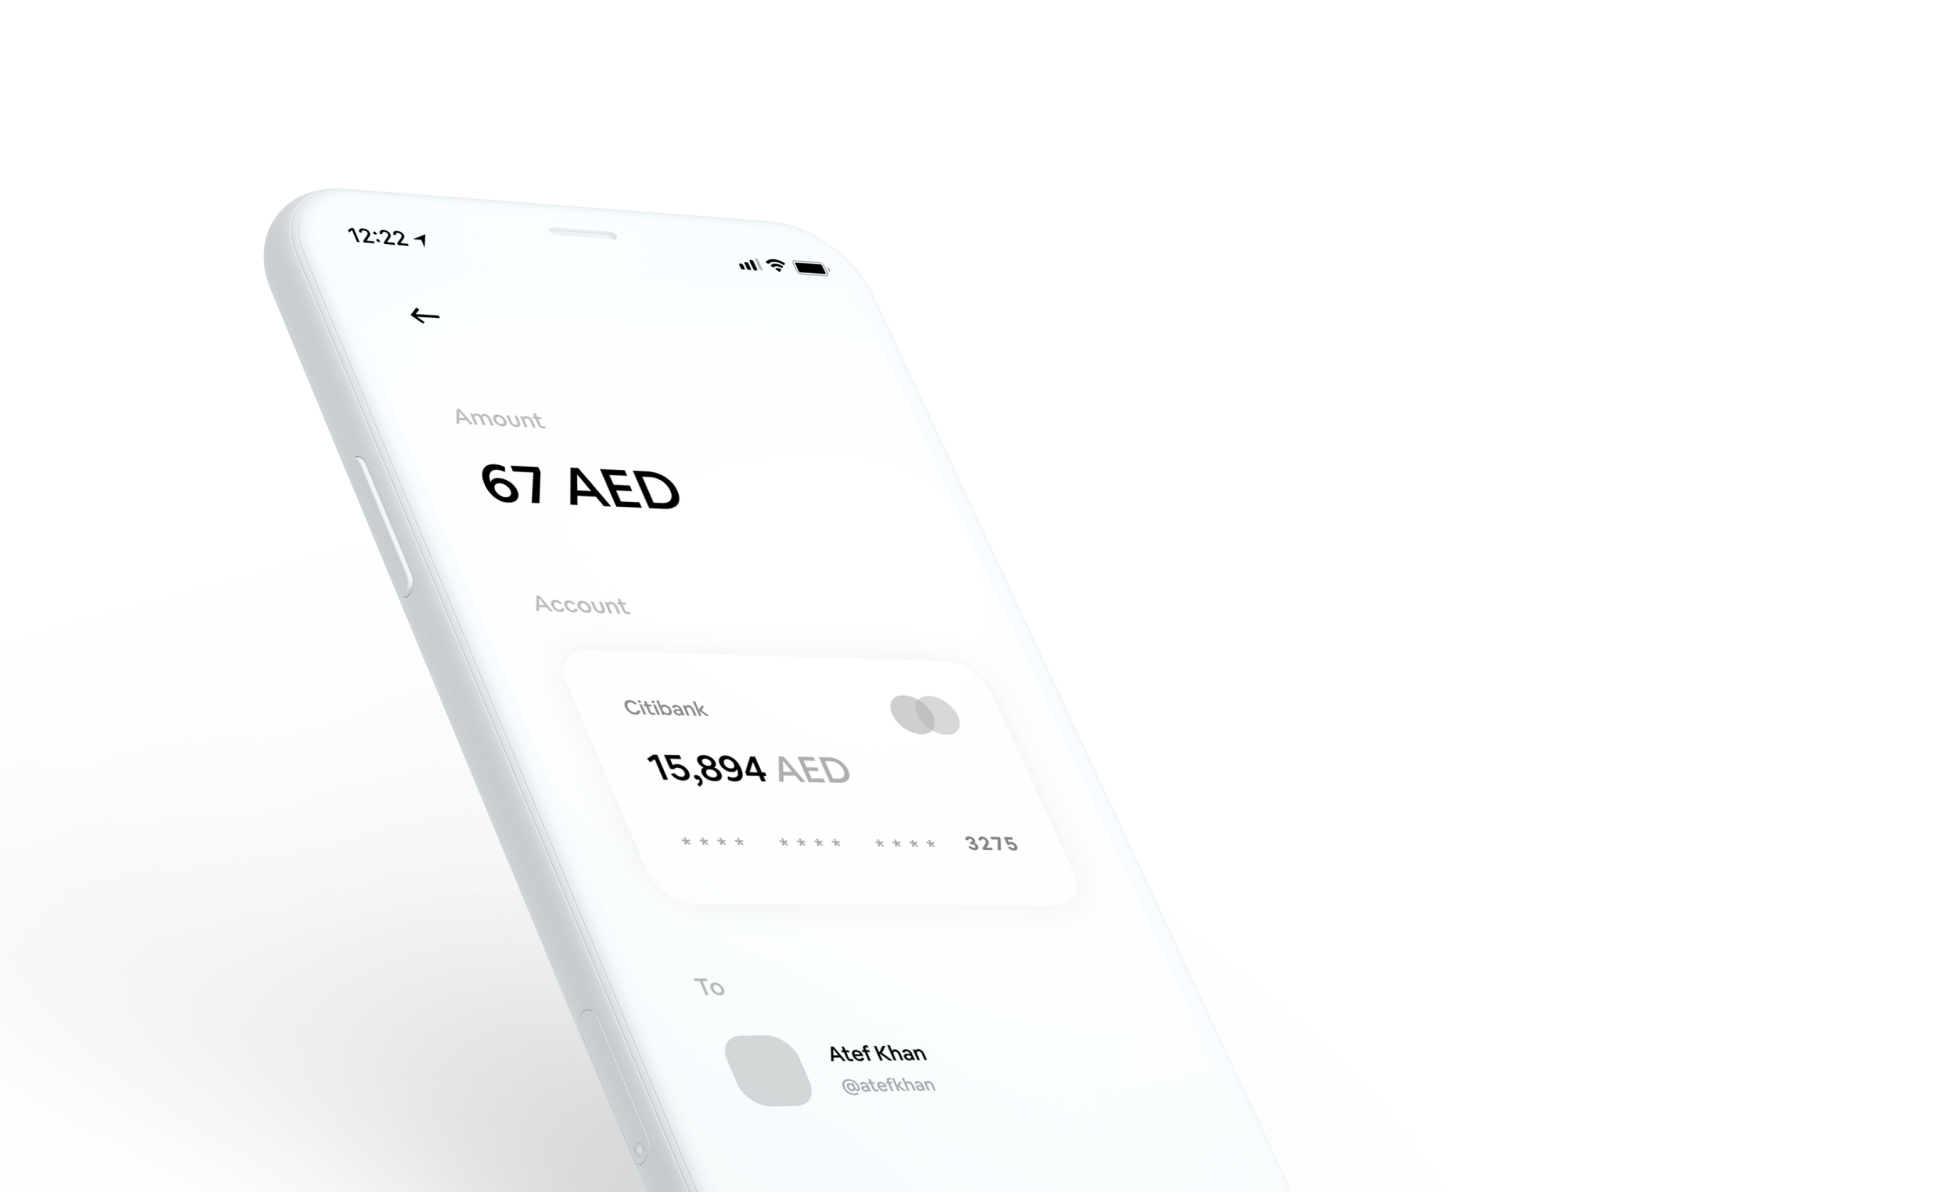 12:22
Amount
67 AED
Account
Citibank
15,894 AED
**** **** **** 3275
To
Atef Khan
@atefkhan